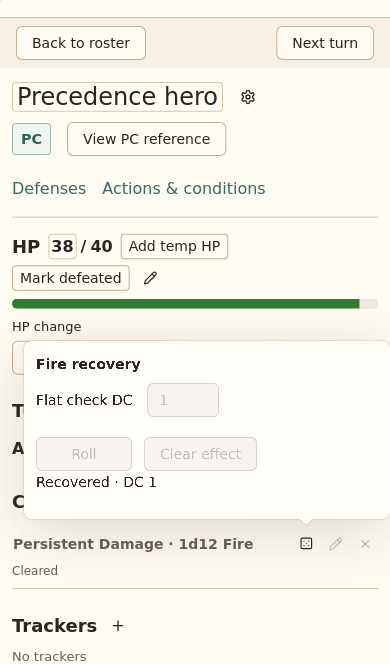 Back to roster
Next turn
Precedence hero
PC
View PC reference
Defenses
Actions & conditions
HP 38 / 40 Add temp HP
Mark defeated
HP change
Fire recovery
Flat check DC 1
Roll
Clear effect
Recovered · DC 1
Persistent Damage · 1d12 Fire
Cleared
Trackers +
No trackers